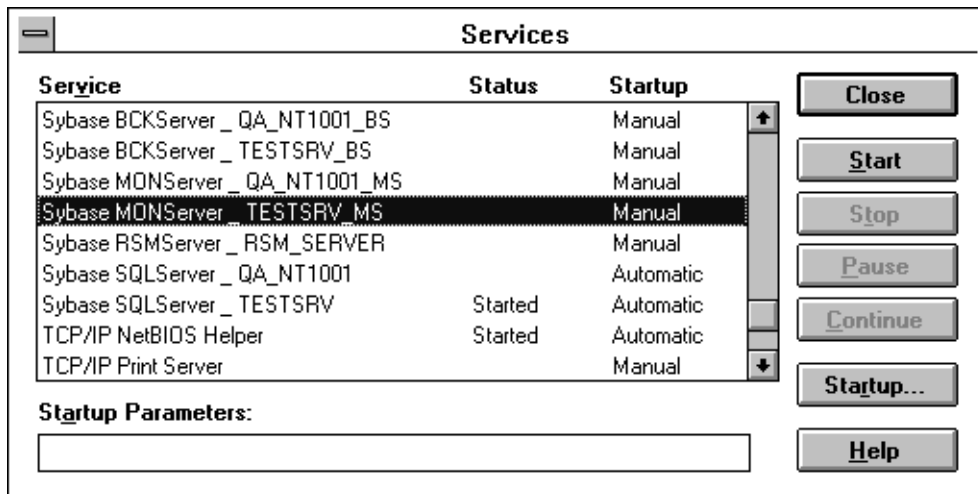 Services
Service Status Startup
Sybase BCKServer _ QA_NT1001_BS Manual
Sybase BCKServer _ TESTSRV_BS Manual
Sybase MONServer _ QA_NT1001_MS Manual
Sybase MONServer _ TESTSRV_MS Manual
Sybase RSMServer _ RSM_SERVER Manual
Sybase SQLServer _ QA_NT1001 Automatic
Sybase SQLServer _ TESTSRV Started Automatic
TCP/IP NetBIOS Helper Started Automatic
TCP/IP Print Server Manual
Startup Parameters:
Close
Start
Stop
Pause
Continue
Startup...
Help